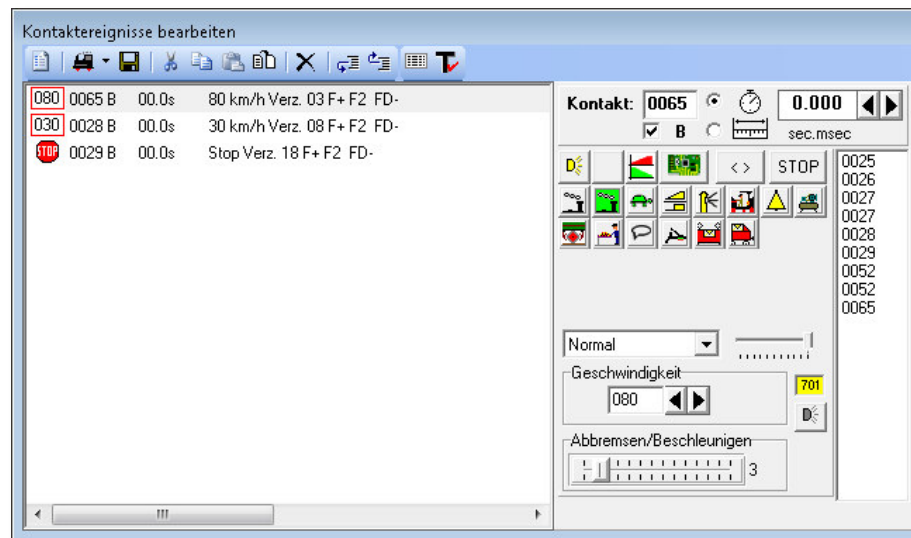 Kontaktereignisse bearbeiten
080 0065 B 00.0s 80 km/h Verz. 03 F+ F2 FD-
030 0028 B 00.0s 30 km/h Verz. 08 F+ F2 FD-
STOP 0029 B 00.0s Stop Verz. 18 F+ F2 FD-
Kontakt: 0065 0.000
B sec.msec
D < > STOP
0025
0026
0027
0027
0028
0029
0052
0052
0065
Normal
Geschwindigkeit
080
701
D
Abbremsen/Beschleunigen
3